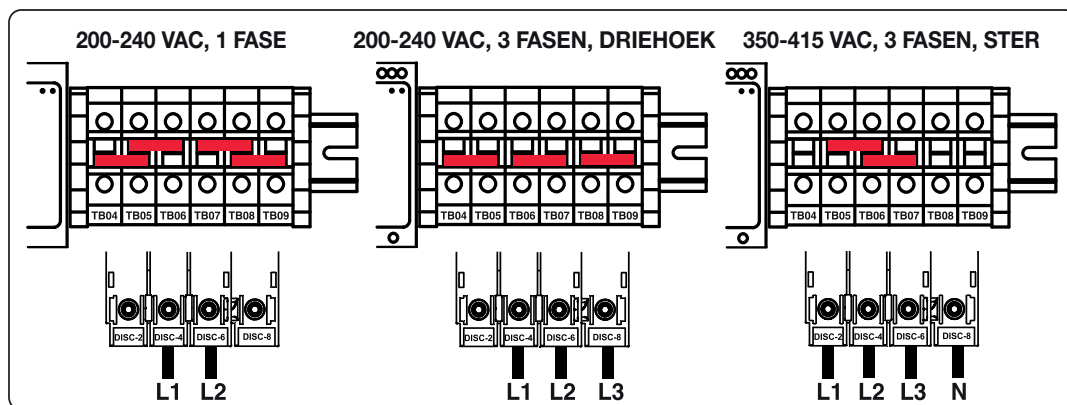 200-240 VAC, 1 FASE
TB04 TB05 TB06 TB07 TB08 TB09
DISC-2 DISC-4 DISC-6 DISC-8
L1 L2
200-240 VAC, 3 FASEN, DRIEHOEK
TB04 TB05 TB06 TB07 TB08 TB09
DISC-2 DISC-4 DISC-6 DISC-8
L1 L2 L3
350-415 VAC, 3 FASEN, STER
TB04 TB05 TB06 TB07 TB08 TB09
DISC-2 DISC-4 DISC-6 DISC-8
L1 L2 L3 N